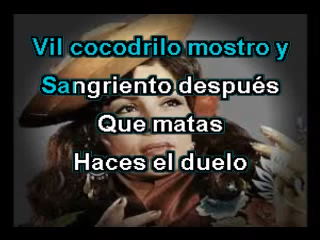 Vil cocodrilo mostro y
Sangriento después
Que matas
Haces el duelo